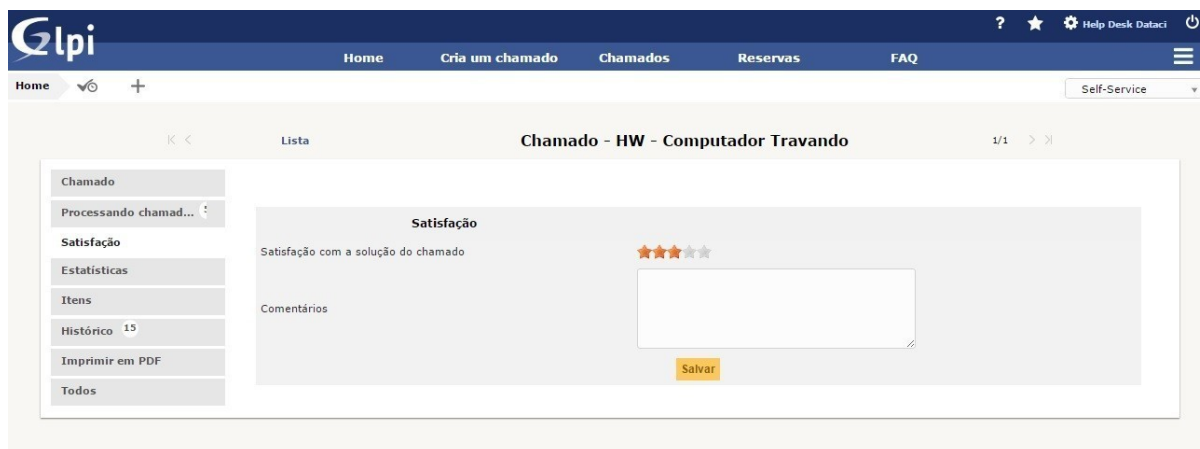 Glpi
? Help Desk Dataci
Home Cria um chamado Chamados Reservas FAQ
Home Self-Service
Lista Chamado - HW - Computador Travando 1/1
Chamado
Processando chamad...
Satisfação
Estatísticas
Itens
Histórico 15
Imprimir em PDF
Todos
Satisfação
Satisfação com a solução do chamado
Comentários
Salvar